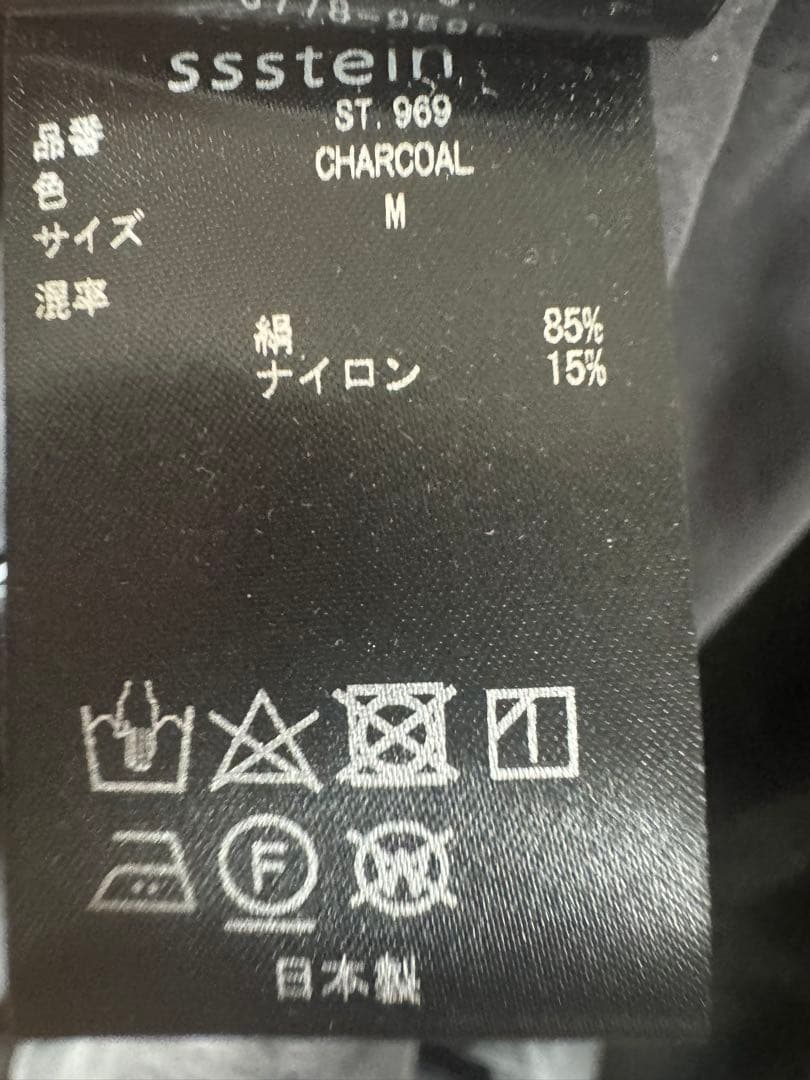 ssstein
品番 ST. 969
色 CHARCOAL
サイズ M
混率
絹 85%
ナイロン 15%
F
W
日本製